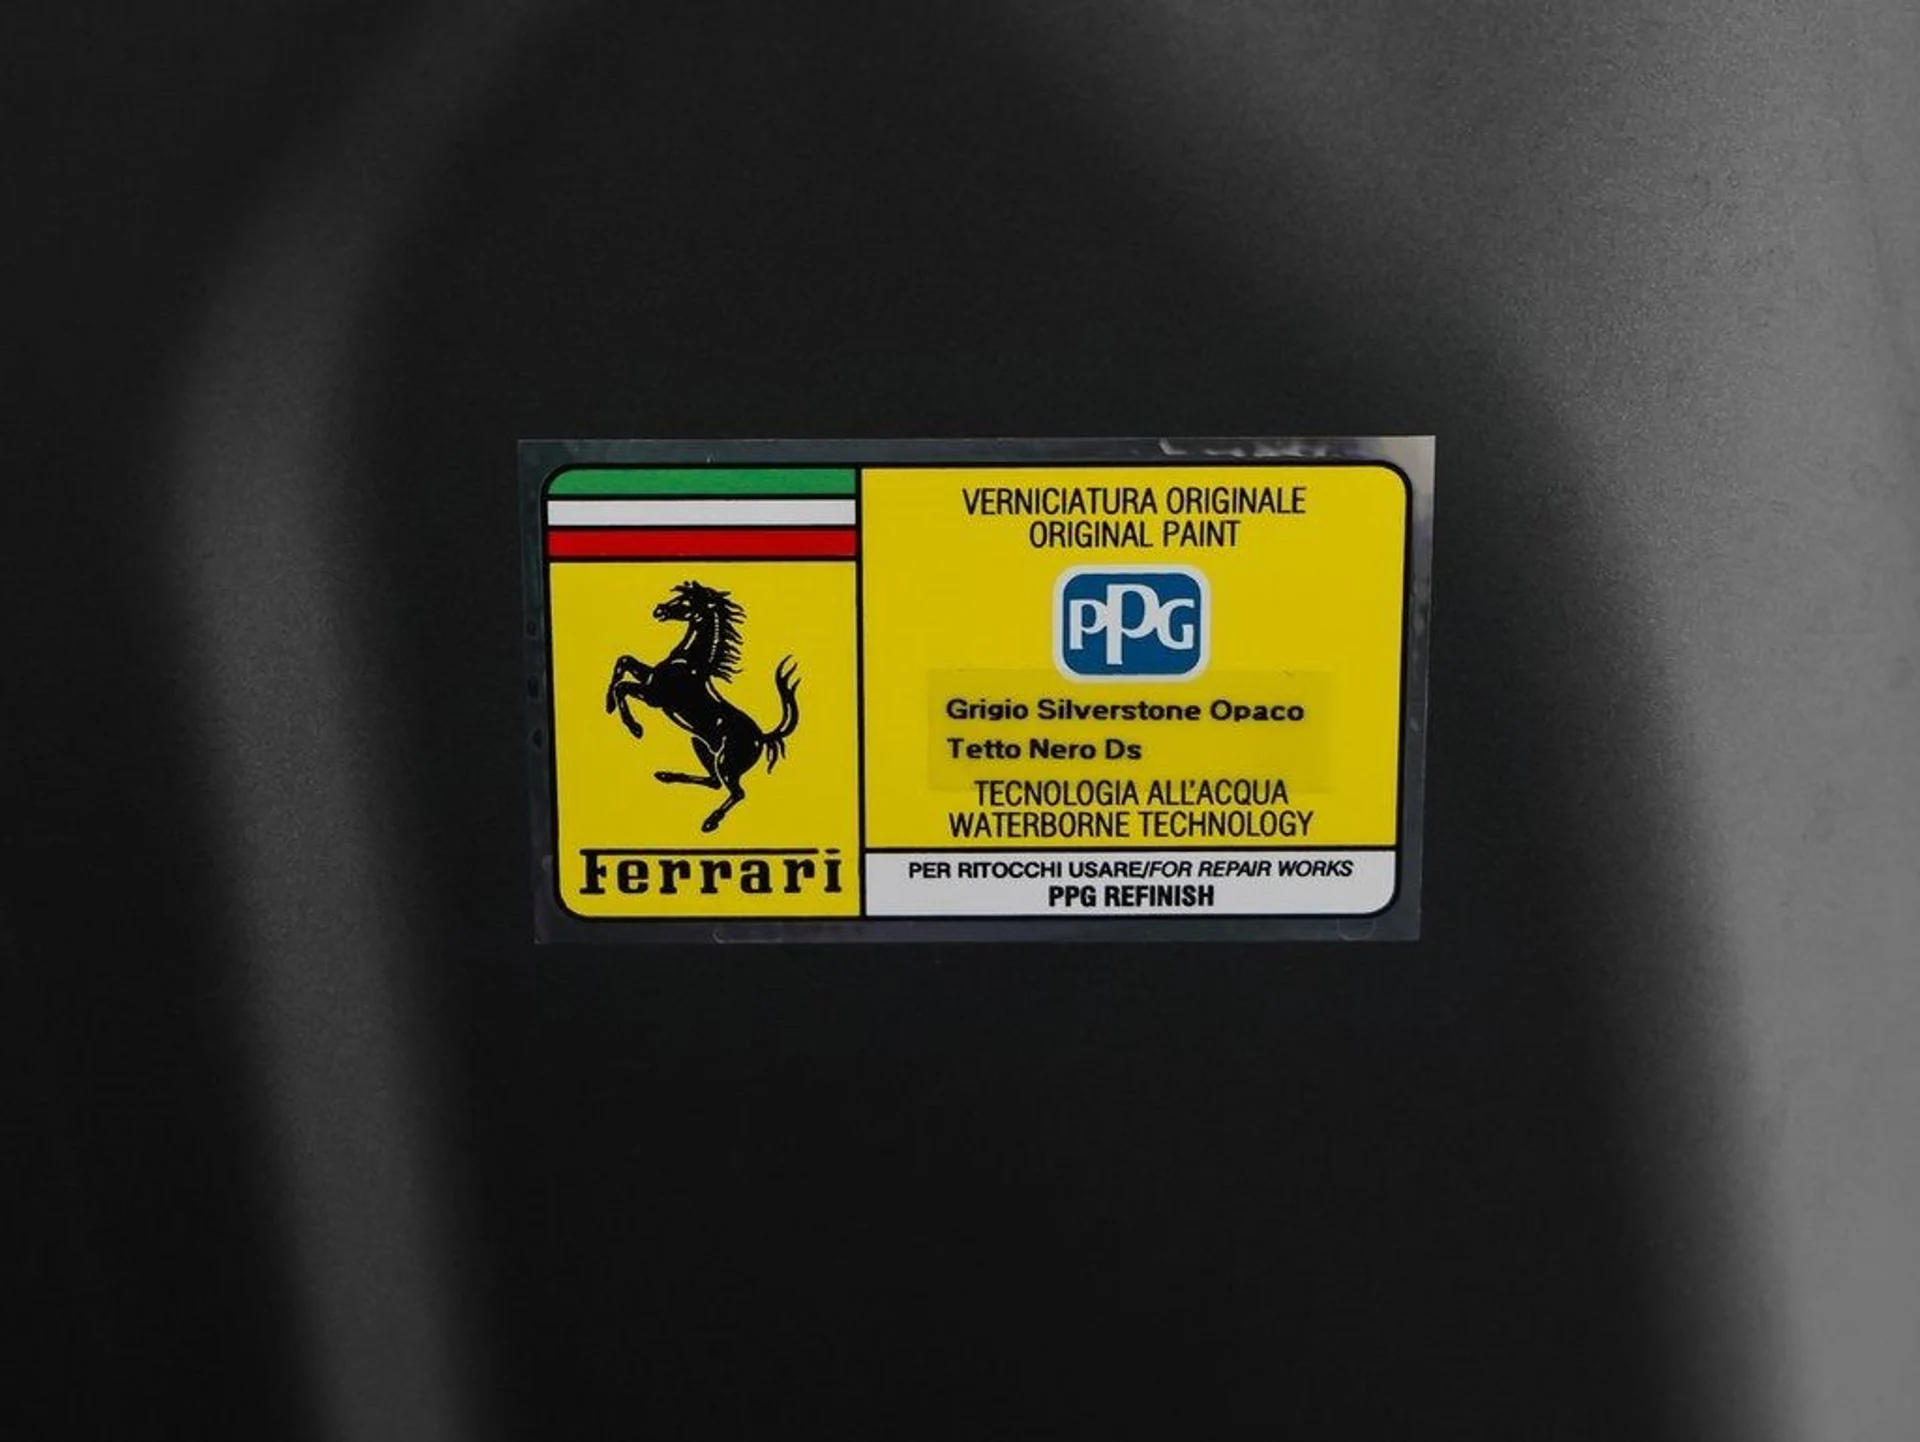 VERNICIATURA ORIGINALE
ORIGINAL PAINT
PPG
Grigio Silverstone Opaco
Tetto Nero Ds
TECNOLOGIA ALL'ACQUA
WATERBORNE TECHNOLOGY
Ferrari
PER RITOCCHI USARE/FOR REPAIR WORKS
PPG REFINISH